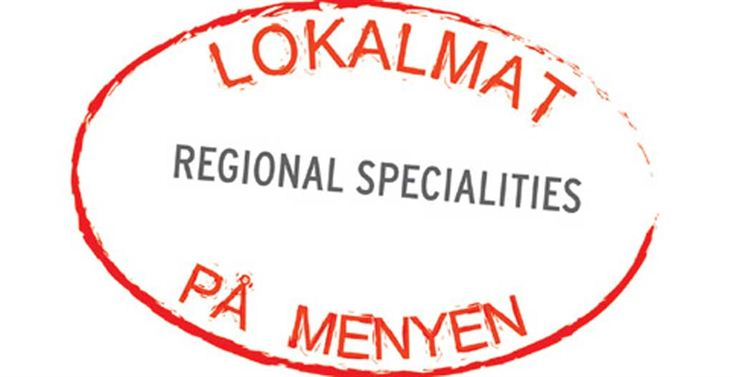 LOKALMAT
REGIONAL SPECIALITIES
PÅ MENYEN